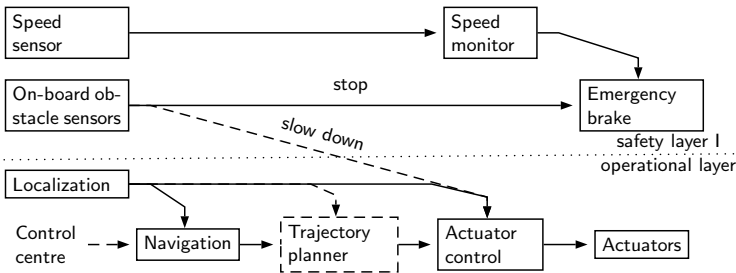 Speed
sensor
Speed
monitor
On-board ob-
stacle sensors
stop
Emergency
brake
slow down
safety layer I
operational layer
Localization
Control
centre
Navigation
Trajectory
planner
Actuator
control
Actuators